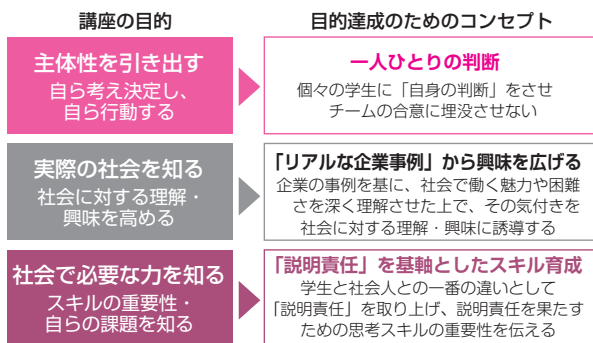 講座の目的
目的達成のためのコンセプト
主体性を引き出す
自ら考え決定し、
自ら行動する
一人ひとりの判断
個々の学生に「自身の判断」をさせ
チームの合意に埋没させない
実際の社会を知る
社会に対する理解・
興味を高める
「リアルな企業事例」から興味を広げる
企業の事例を基に、社会で働く魅力や困難
さを深く理解させた上で、その気付きを
社会に対する理解・興味に誘導する
社会で必要な力を知る
スキルの重要性・
自らの課題を知る
「説明責任」を基軸としたスキル育成
学生と社会人との一番の違いとして
「説明責任」を取り上げ、説明責任を果たす
ための思考スキルの重要性を伝える